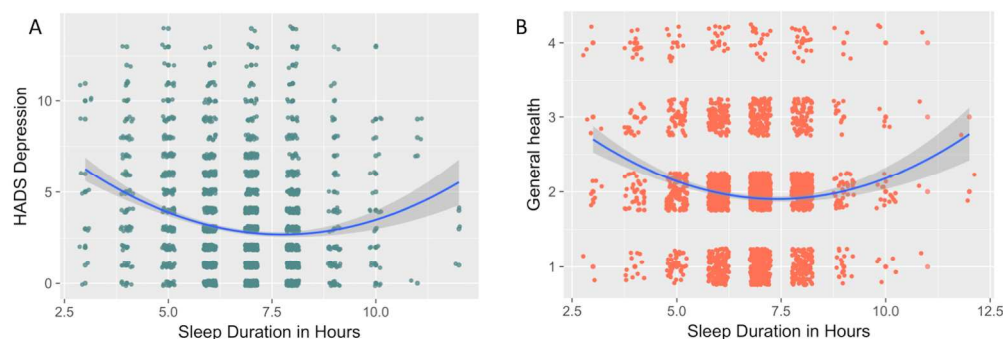 A
HADS Depression
10
5
0
2.5
5.0
7.5
10.0
Sleep Duration in Hours
B
General health
4
3
2
1
2.5
5.0
7.5
10.0
12.5
Sleep Duration in Hours